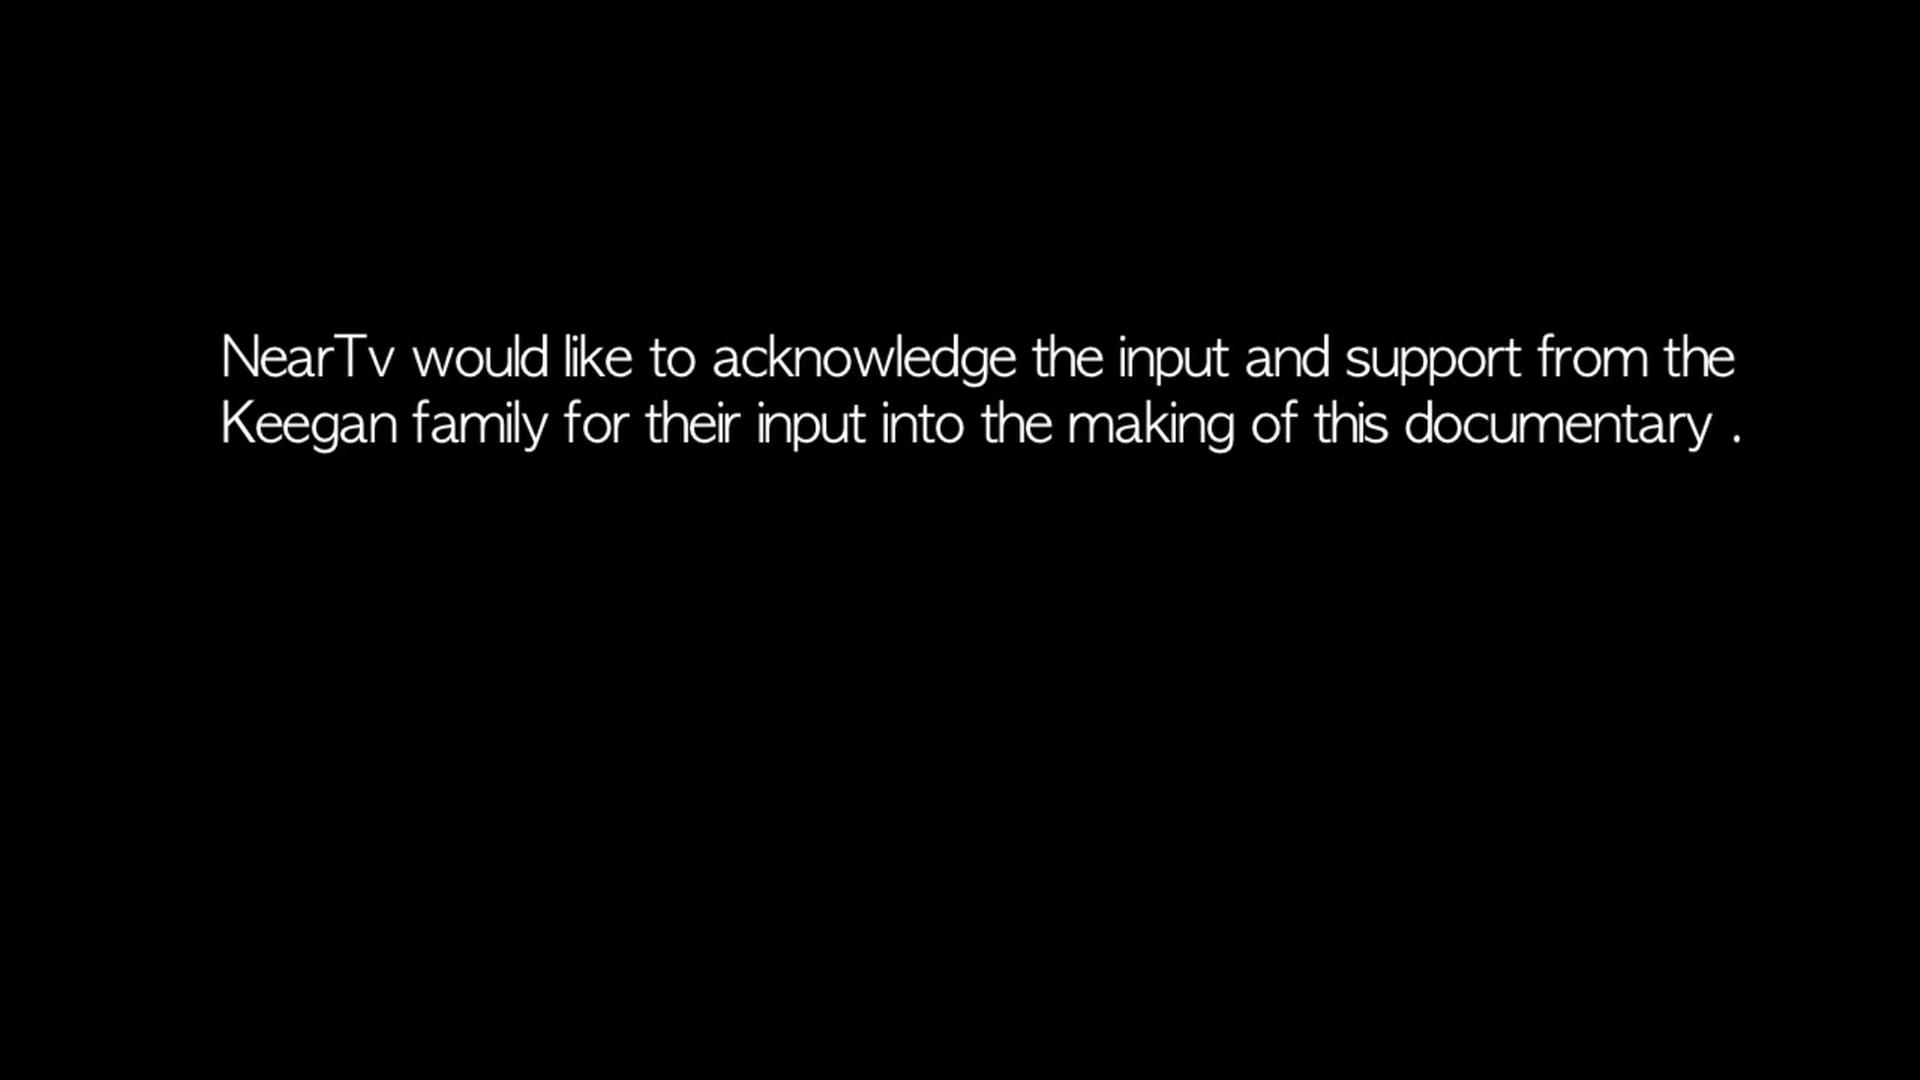 NearTv would like to acknowledge the input and support from the
Keegan family for their input into the making of this documentary .